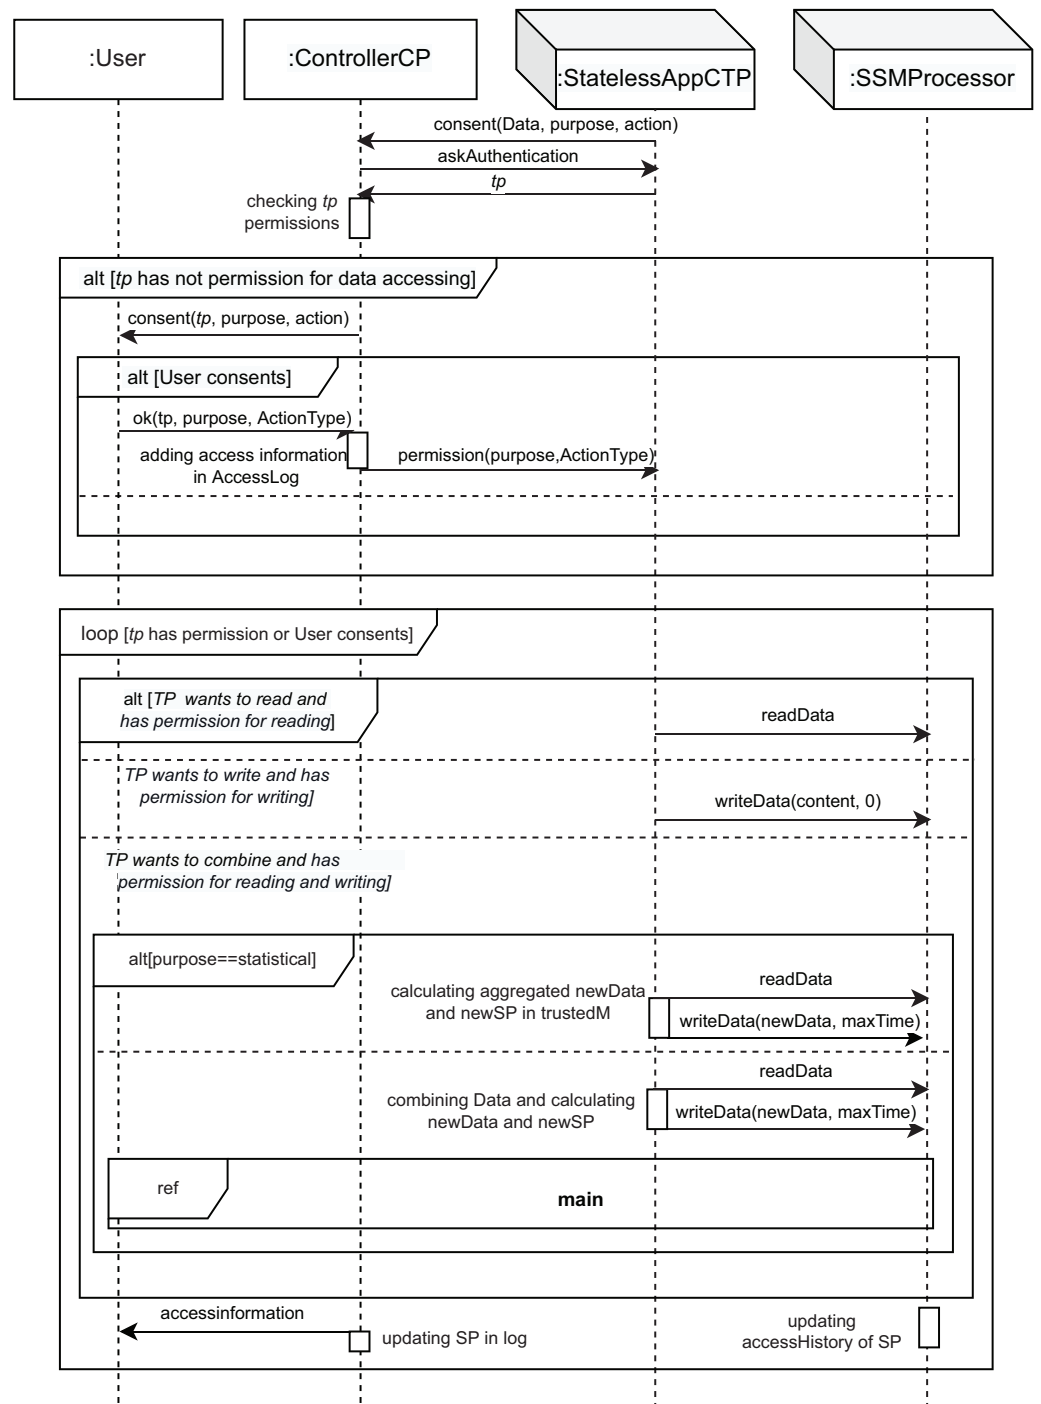 :User
:ControllerCP
:StatelessAppCTP
:SSMProcessor
consent(Data, purpose, action)
askAuthentication
tp
checking tp
permissions
alt [tp has not permission for data accessing]
consent(tp, purpose, action)
alt [User consents]
ok(tp, purpose, ActionType)
adding access information
in AccessLog
permission(purpose,ActionType)
loop [tp has permission or User consents]
alt [TP wants to read and
has permission for reading]
readData
TP wants to write and has
permission for writing]
writeData(content, 0)
TP wants to combine and has
permission for reading and writing]
alt[purpose==statistical]
readData
calculating aggregated newData
and newSP in trustedM
writeData(newData, maxTime)
readData
combining Data and calculating
newData and newSP
writeData(newData, maxTime)
ref
main
accessinformation
updating SP in log
updating
accessHistory of SP